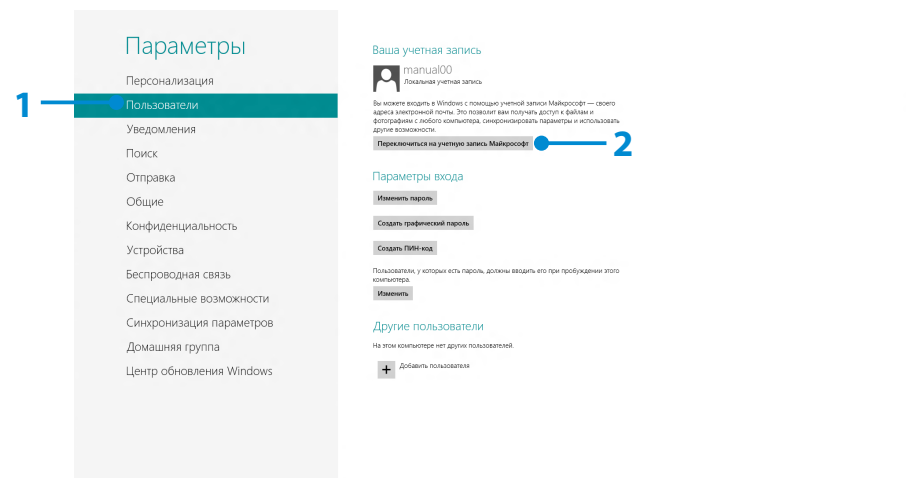 Параметры
Персонализация
1
Пользователи
Уведомления
Поиск
Отправка
Общие
Конфиденциальность
Устройства
Беспроводная связь
Специальные возможности
Синхронизация параметров
Домашняя группа
Центр обновления Windows
Ваша учетная запись
manual00
Локальная учетная запись
Вы можете входить в Windows с помощью учетной записи Майкрософт — своего
адреса электронной почты. Это позволит вам получать доступ к файлам и
фотографиям с любого компьютера, синхронизировать параметры и использовать
другие возможности.
Переключиться на учетную запись Майкрософт
2
Параметры входа
Изменить пароль
Создать графический пароль
Создать ПИН-код
Пользователи, у которых есть пароль, должны вводить его при пробуждении этого
компьютера.
Изменить
Другие пользователи
На этом компьютере нет других пользователей.
+ Добавить пользователя